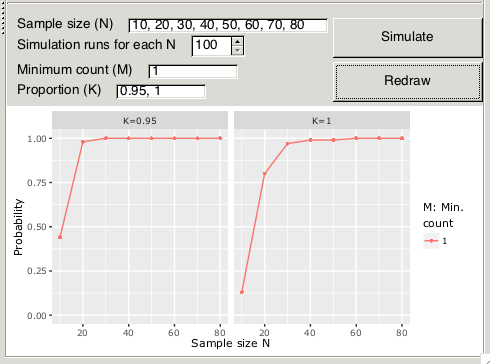 Sample size (N) 10, 20, 30, 40, 50, 60, 70, 80
Simulation runs for each N 100
Simulate
Minimum count (M) 1
Redraw
Proportion (K) 0.95, 1
K=0.95 K=1
1.00
0.75
0.50
0.25
0.00
Probability
M: Min.
count
1
20 40 60 80 20 40 60 80
Sample size N